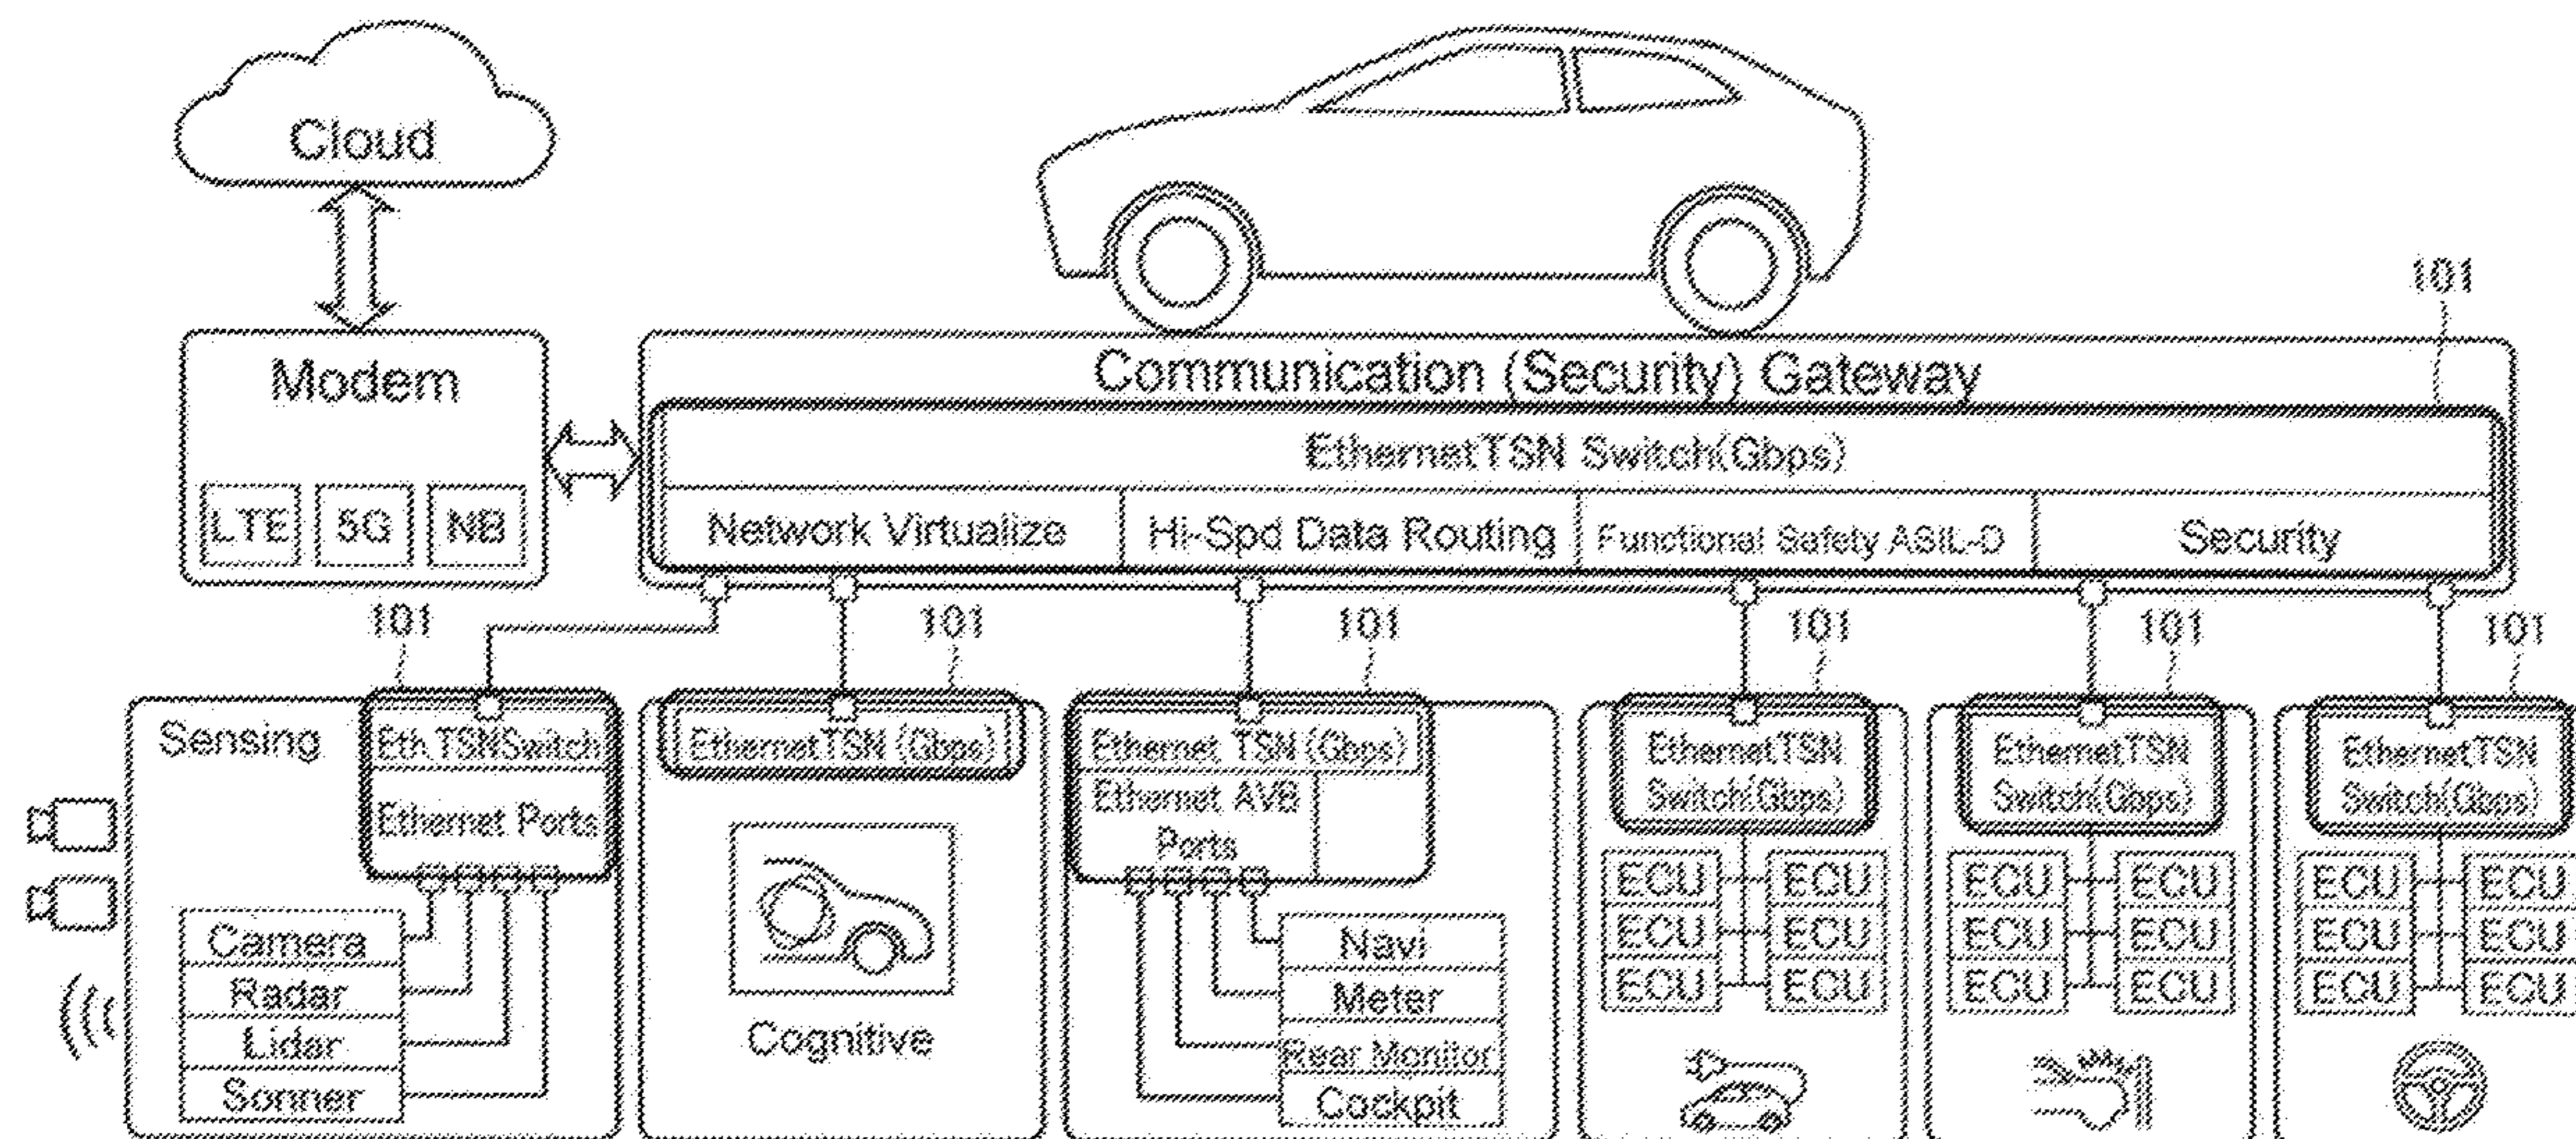 Cloud
101
Modem
Communication (Security) Gateway
EthernetTSN Switch(Gbps)
LTE 5G NB
Network Virtualize Hi-Spd Data Routing Functional Safety ASIL-D Security
101 101 101 101 101 101
Sensing
Eth.TSNSwitch
Ethernet Ports
Camera
Radar
Lidar
Sonner
EthernetTSN (Gbps)
Cognitive
Ethernet TSN (Gbps)
Ethernet AVB
Ports
Navi
Meter
Rear Monitor
Cockpit
EthernetTSN
Switch(Gbps)
ECU ECU
ECU ECU
ECU ECU
EthernetTSN
Switch(Gbps)
ECU ECU
ECU ECU
ECU ECU
EthernetTSN
Switch(Gbps)
ECU ECU
ECU ECU
ECU ECU